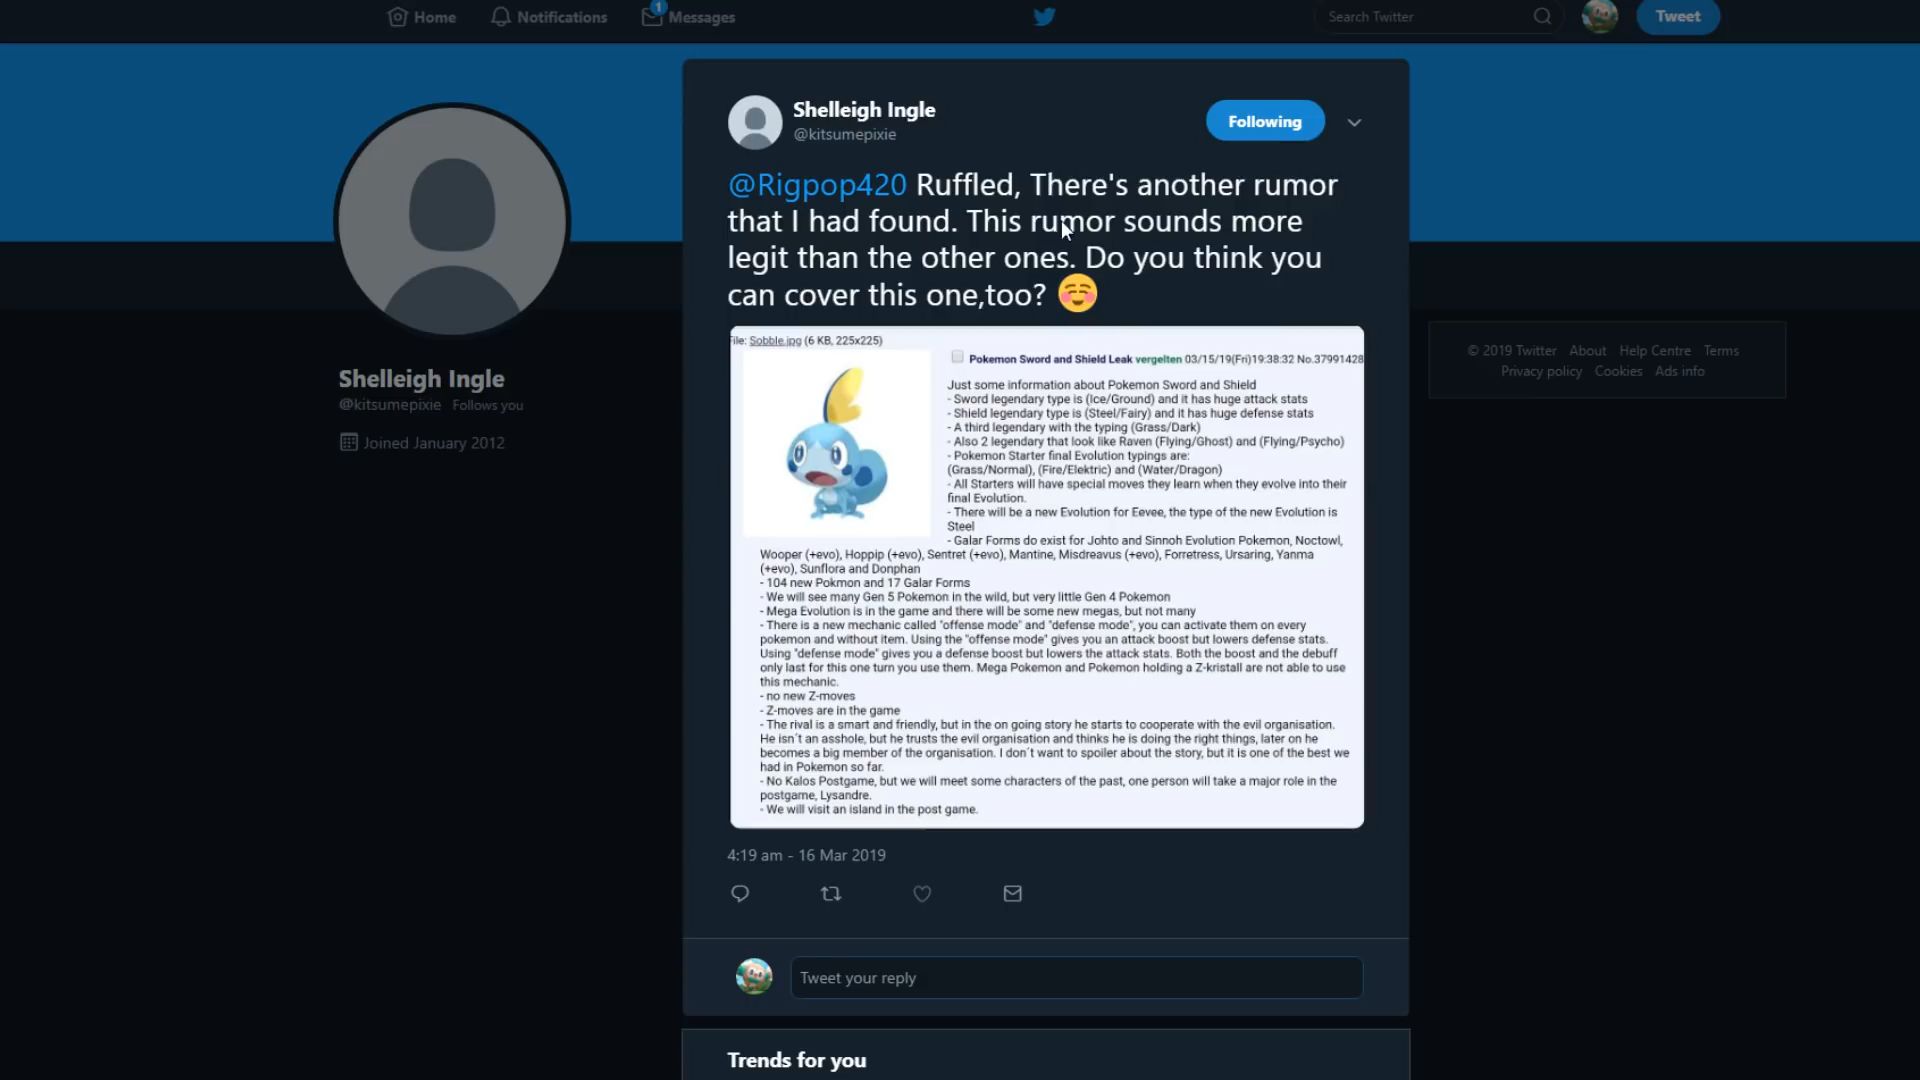 Home
Notifications
1
Messages
Search Twitter
Tweet
Shelleigh Ingle
@kitsumepixie
Following
@Rigpop420 Ruffled, There's another rumor
that I had found. This rumor sounds more
legit than the other ones. Do you think you
can cover this one,too?
File: Sobble.jpg (6 KB, 225x225)
Pokemon Sword and Shield Leak vergelten 03/15/19(Fri)19:38:32 No.37991428
Just some information about Pokemon Sword and Shield
- Sword legendary type is (Ice/Ground) and it has huge attack stats
- Shield legendary type is (Steel/Fairy) and it has huge defense stats
- A third legendary with the typing (Grass/Dark)
- Also 2 legendary that look like Raven (Flying/Ghost) and (Flying/Psycho)
- Pokemon Starter final Evolution typings are:
(Grass/Normal), (Fire/Elektric) and (Water/Dragon)
- All Starters will have special moves they learn when they evolve into their
final Evolution.
- There will be a new Evolution for Eevee, the type of the new Evolution is
Steel
- Galar Forms do exist for Johto and Sinnoh Evolution Pokemon, Noctowl,
Wooper (+evo), Hoppip (+evo), Sentret (+evo), Mantine, Misdreavus (+evo), Forretress, Ursaring, Yanma
(+evo), Sunflora and Donphan
- 104 new Pokmon and 17 Galar Forms
- We will see many Gen 5 Pokemon in the wild, but very little Gen 4 Pokemon
- Mega Evolution is in the game and there will be some new megas, but not many
- There is a new mechanic called "offense mode" and "defense mode", you can activate them on every
pokemon and without item. Using the "offense mode" gives you an attack boost but lowers defense stats.
Using "defense mode" gives you a defense boost but lowers the attack stats. Both the boost and the debuff
only last for this one turn you use them. Mega Pokemon and Pokemon holding a Z-kristall are not able to use
this mechanic.
- no new Z-moves
- Z-moves are in the game
- The rival is a smart and friendly, but in the on going story he starts to cooperate with the evil organisation.
He isn´t an asshole, but he trusts the evil organisation and thinks he is doing the right things, later on he
becomes a big member of the organisation. I don´t want to spoiler about the story, but it is one of the best we
had in Pokemon so far.
- No Kalos Postgame, but we will meet some characters of the past, one person will take a major role in the
postgame, Lysandre.
- We will visit an island in the post game.
4:19 am - 16 Mar 2019
Tweet your reply
Trends for you
Shelleigh Ingle
@kitsumepixie Follows you
Joined January 2012
© 2019 Twitter About Help Centre Terms
Privacy policy Cookies Ads info